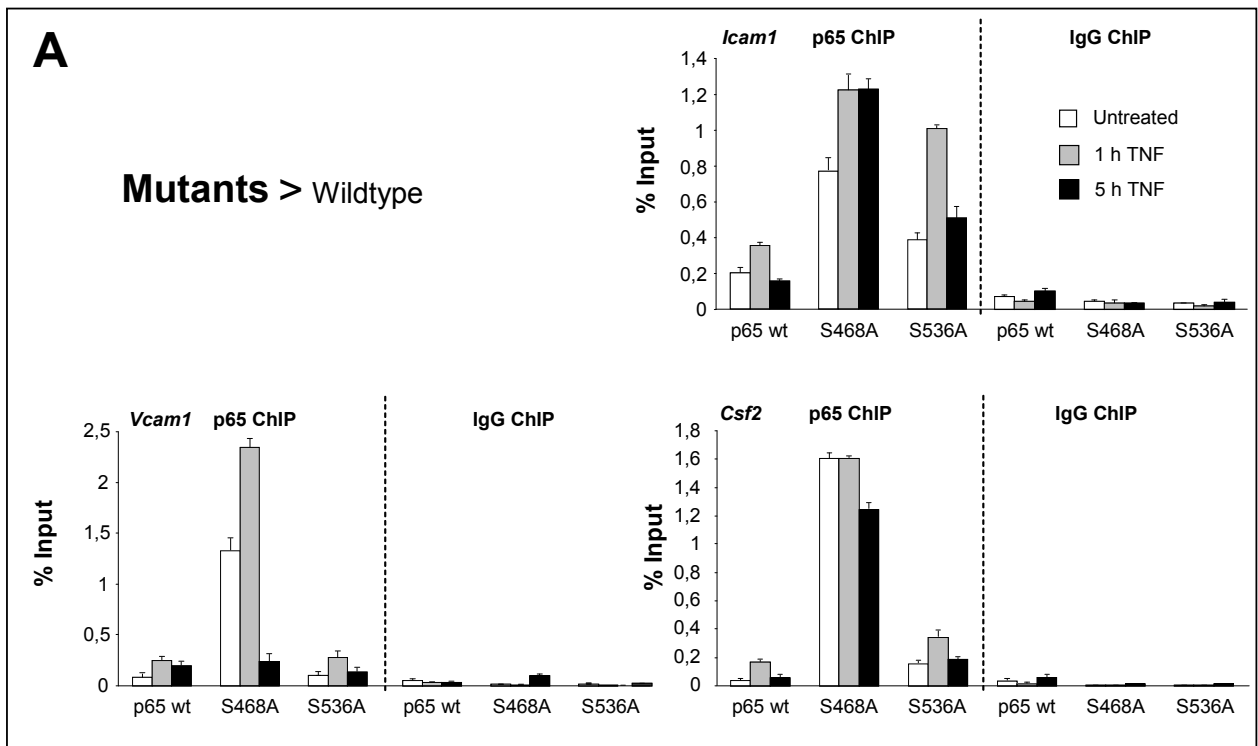 A
Mutants > Wildtype
Icam1 p65 ChIP IgG ChIP
% Input
1,4
1,2
1
0,8
0,6
0,4
0,2
0
Untreated
1 h TNF
5 h TNF
p65 wt S468A S536A p65 wt S468A S536A
Vcam1 p65 ChIP IgG ChIP
% Input
2,5
2
1,5
1
0,5
0
p65 wt S468A S536A p65 wt S468A S536A
Csf2 p65 ChIP IgG ChIP
% Input
1,8
1,6
1,4
1,2
1
0,8
0,6
0,4
0,2
0
p65 wt S468A S536A p65 wt S468A S536A